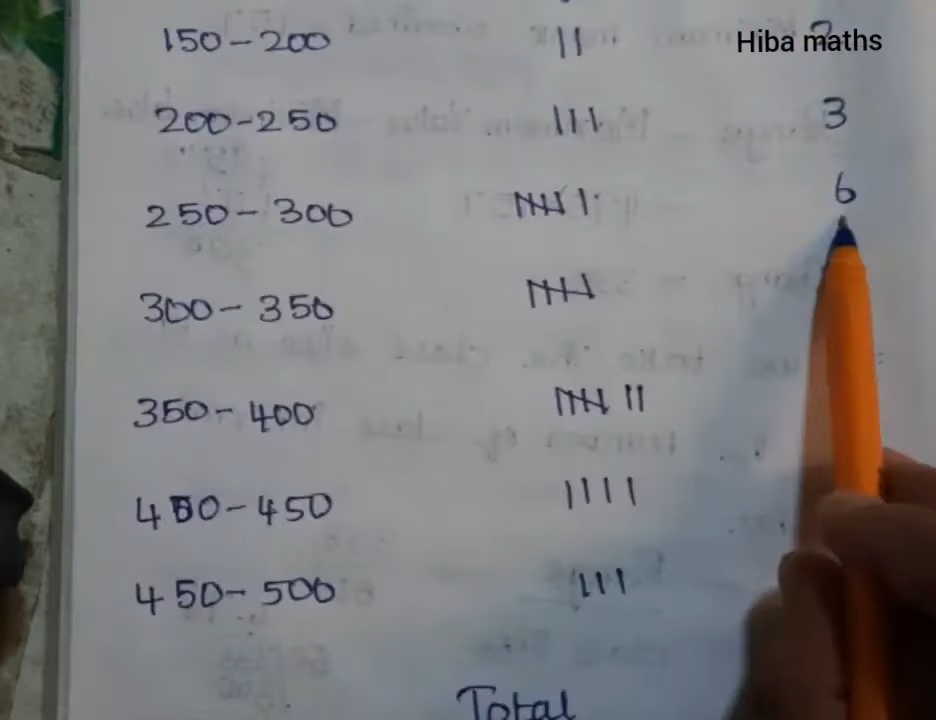 150-200 || 2 Hiba maths
200-250 ||| 3
250-300 𝍸 | 6
300-350 𝍸
350-400 𝍸 ||
400-450 ||||
450-500 |||
Total